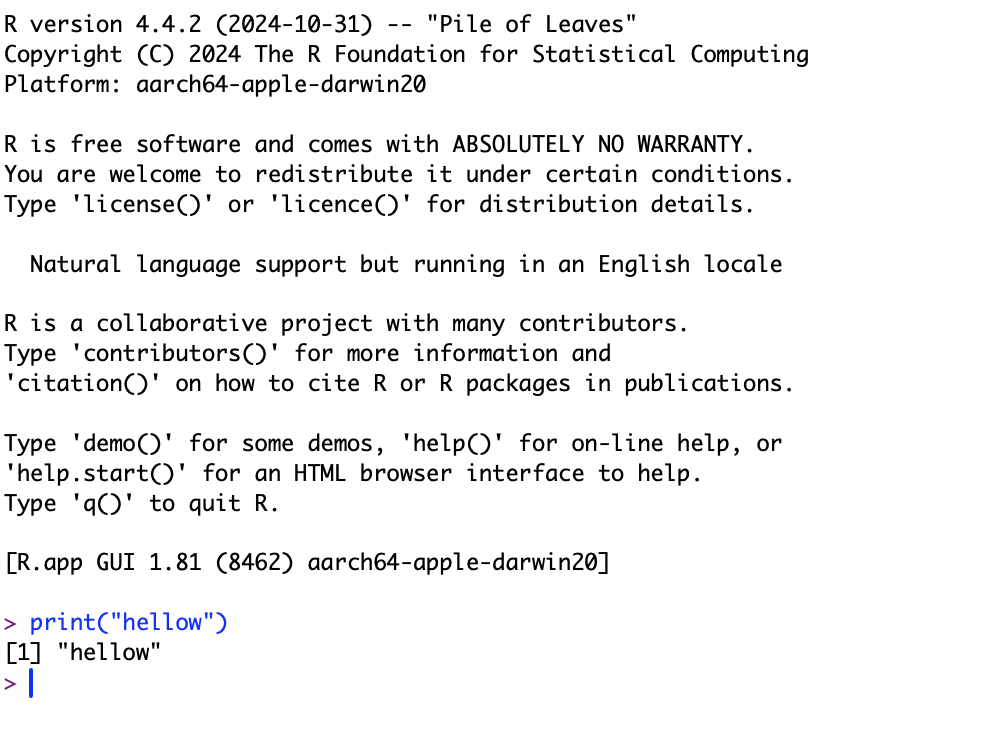 R version 4.4.2 (2024-10-31) -- "Pile of Leaves"
Copyright (C) 2024 The R Foundation for Statistical Computing
Platform: aarch64-apple-darwin20
R is free software and comes with ABSOLUTELY NO WARRANTY.
You are welcome to redistribute it under certain conditions.
Type 'license()' or 'licence()' for distribution details.
Natural language support but running in an English locale
R is a collaborative project with many contributors.
Type 'contributors()' for more information and
'citation()' on how to cite R or R packages in publications.
Type 'demo()' for some demos, 'help()' for on-line help, or
'help.start()' for an HTML browser interface to help.
Type 'q()' to quit R.
[R.app GUI 1.81 (8462) aarch64-apple-darwin20]
> print("hellow")
[1] "hellow"
>